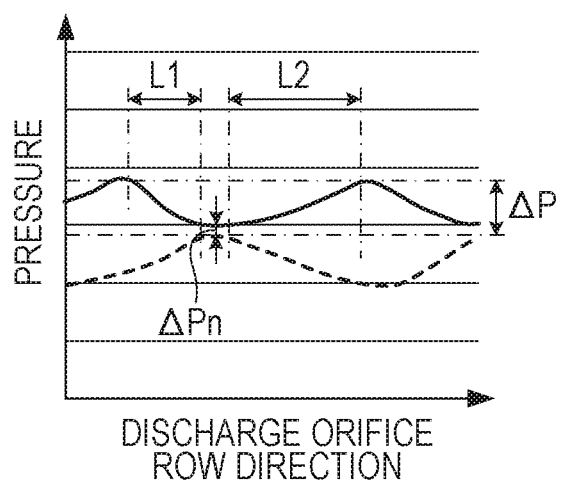 L1
L2
PRESSURE
ΔP
ΔPn
DISCHARGE ORIFICE
ROW DIRECTION